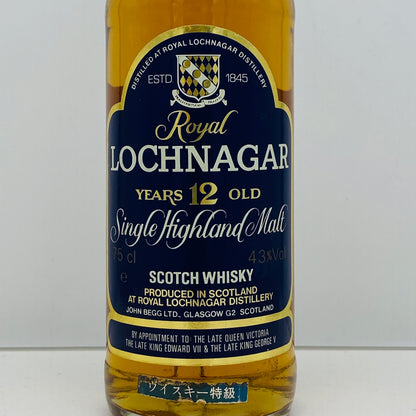 DISTILLED AT ROYAL LOCHNAGAR DISTILLERY
ESTD 1845
Royal
LOCHNAGAR
YEARS 12 OLD
Single Highland Malt
75 cl 43%Vol
e
SCOTCH WHISKY
PRODUCED IN SCOTLAND
AT ROYAL LOCHNAGAR DISTILLERY
JOHN BEGG LTD., GLASGOW G2 SCOTLAND
BY APPOINTMENT TO THE LATE QUEEN VICTORIA
THE LATE KING EDWARD VII & THE LATE KING GEORGE V
ウイスキー特級